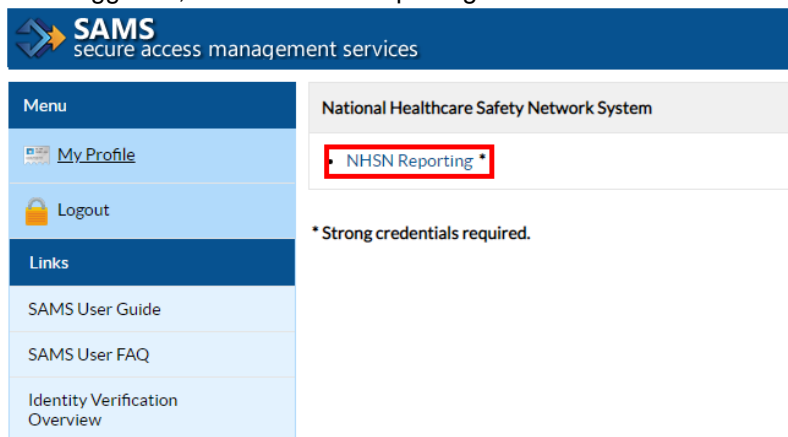 SAMS
secure access management services
Menu
National Healthcare Safety Network System
My Profile
• NHSN Reporting *
Logout
* Strong credentials required.
Links
SAMS User Guide
SAMS User FAQ
Identity Verification
Overview